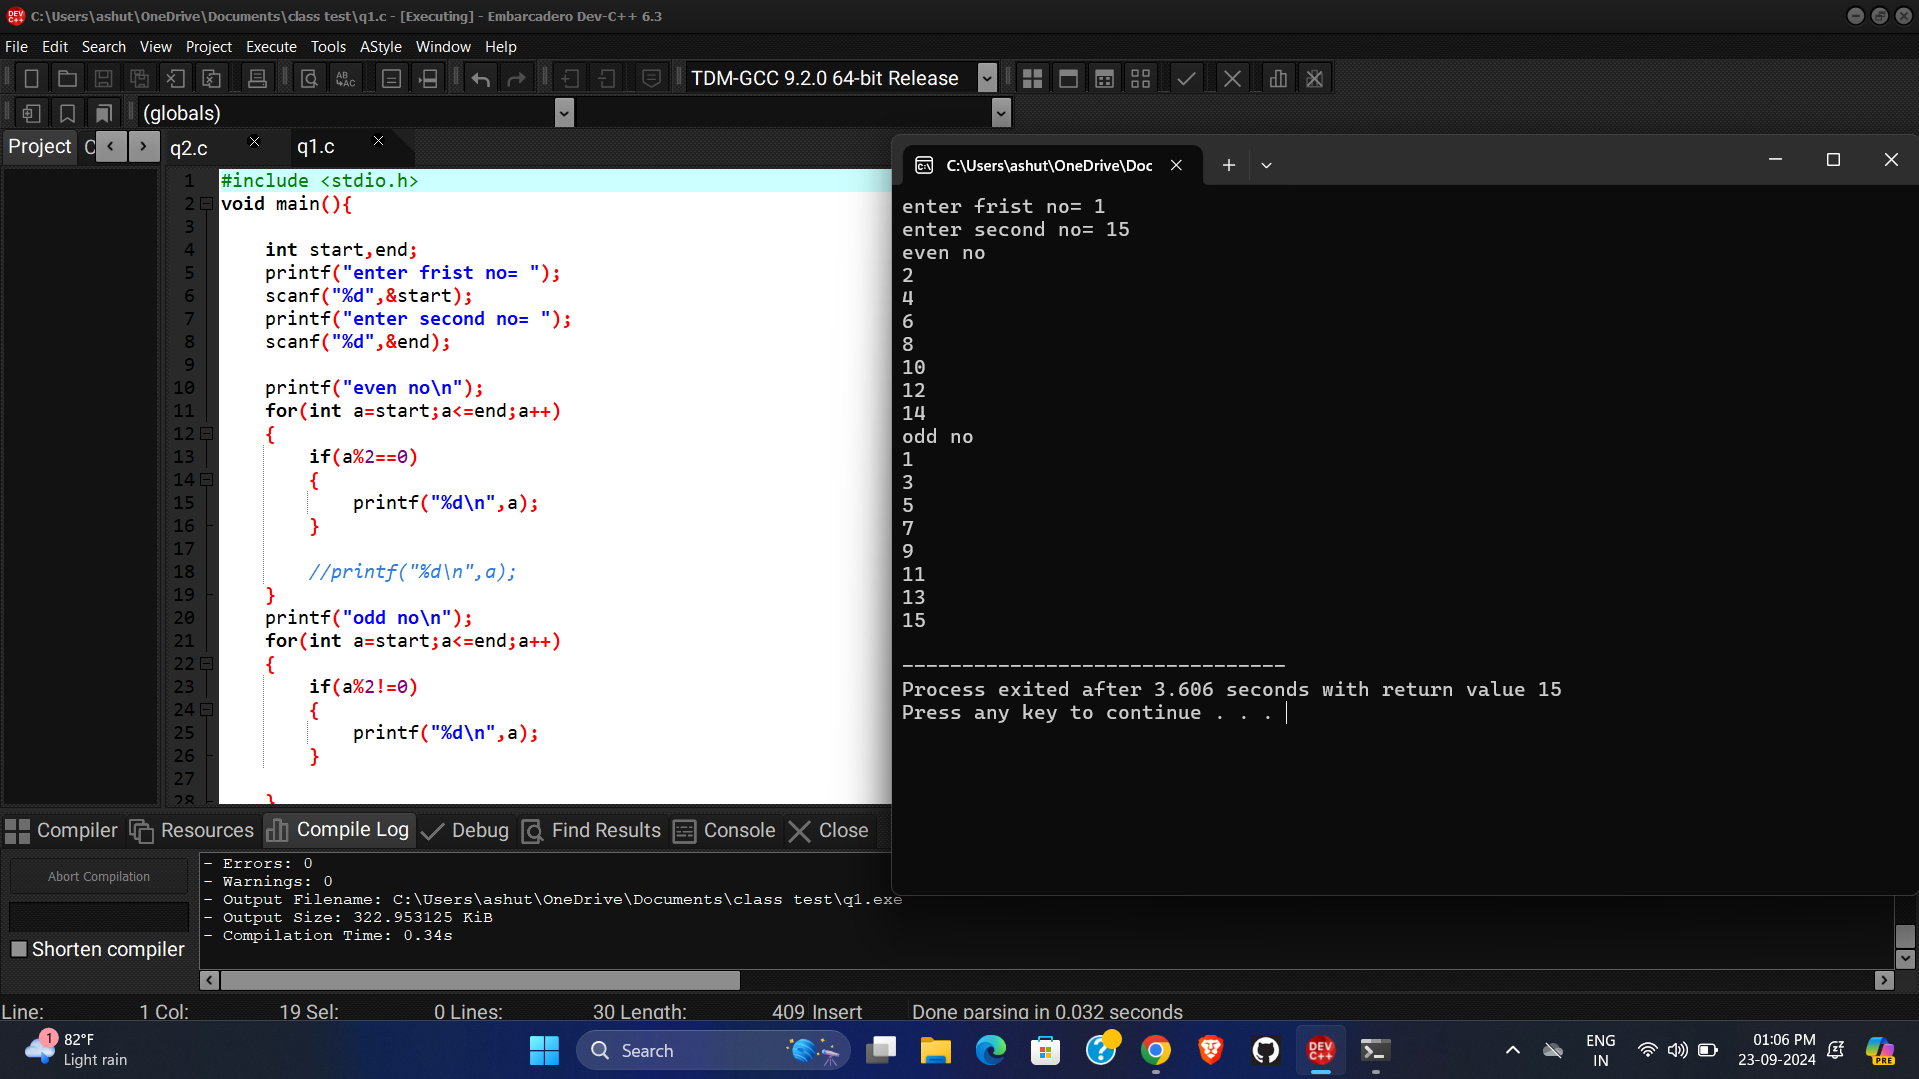 C:\Users\ashut\OneDrive\Documents\class test\q1.c - [Executing] - Embarcadero Dev-C++ 6.3
File Edit Search View Project Execute Tools AStyle Window Help
TDM-GCC 9.2.0 64-bit Release
(globals)
Project C q2.c q1.c
1 #include <stdio.h>
2 void main(){
3
4 int start,end;
5 printf("enter frist no= ");
6 scanf("%d",&start);
7 printf("enter second no= ");
8 scanf("%d",&end);
9
10 printf("even no\n");
11 for(int a=start;a<=end;a++)
12 {
13 if(a%2==0)
14 {
15 printf("%d\n",a);
16 }
17
18 //printf("%d\n",a);
19 }
20 printf("odd no\n");
21 for(int a=start;a<=end;a++)
22 {
23 if(a%2!=0)
24 {
25 printf("%d\n",a);
26 }
27
28 }
C:\Users\ashut\OneDrive\Doc
enter frist no= 1
enter second no= 15
even no
2
4
6
8
10
12
14
odd no
1
3
5
7
9
11
13
15
--------------------------------
Process exited after 3.606 seconds with return value 15
Press any key to continue . . .
Compiler Resources Compile Log Debug Find Results Console Close
Abort Compilation
Shorten compiler
- Errors: 0
- Warnings: 0
- Output Filename: C:\Users\ashut\OneDrive\Documents\class test\q1.exe
- Output Size: 322.953125 KiB
- Compilation Time: 0.34s
Line: 1 Col: 19 Sel: 0 Lines: 30 Length: 409 Insert Done parsing in 0.032 seconds
1
82°F
Light rain
Search
DEV C++
ENG
IN
01:06 PM
23-09-2024
PRE